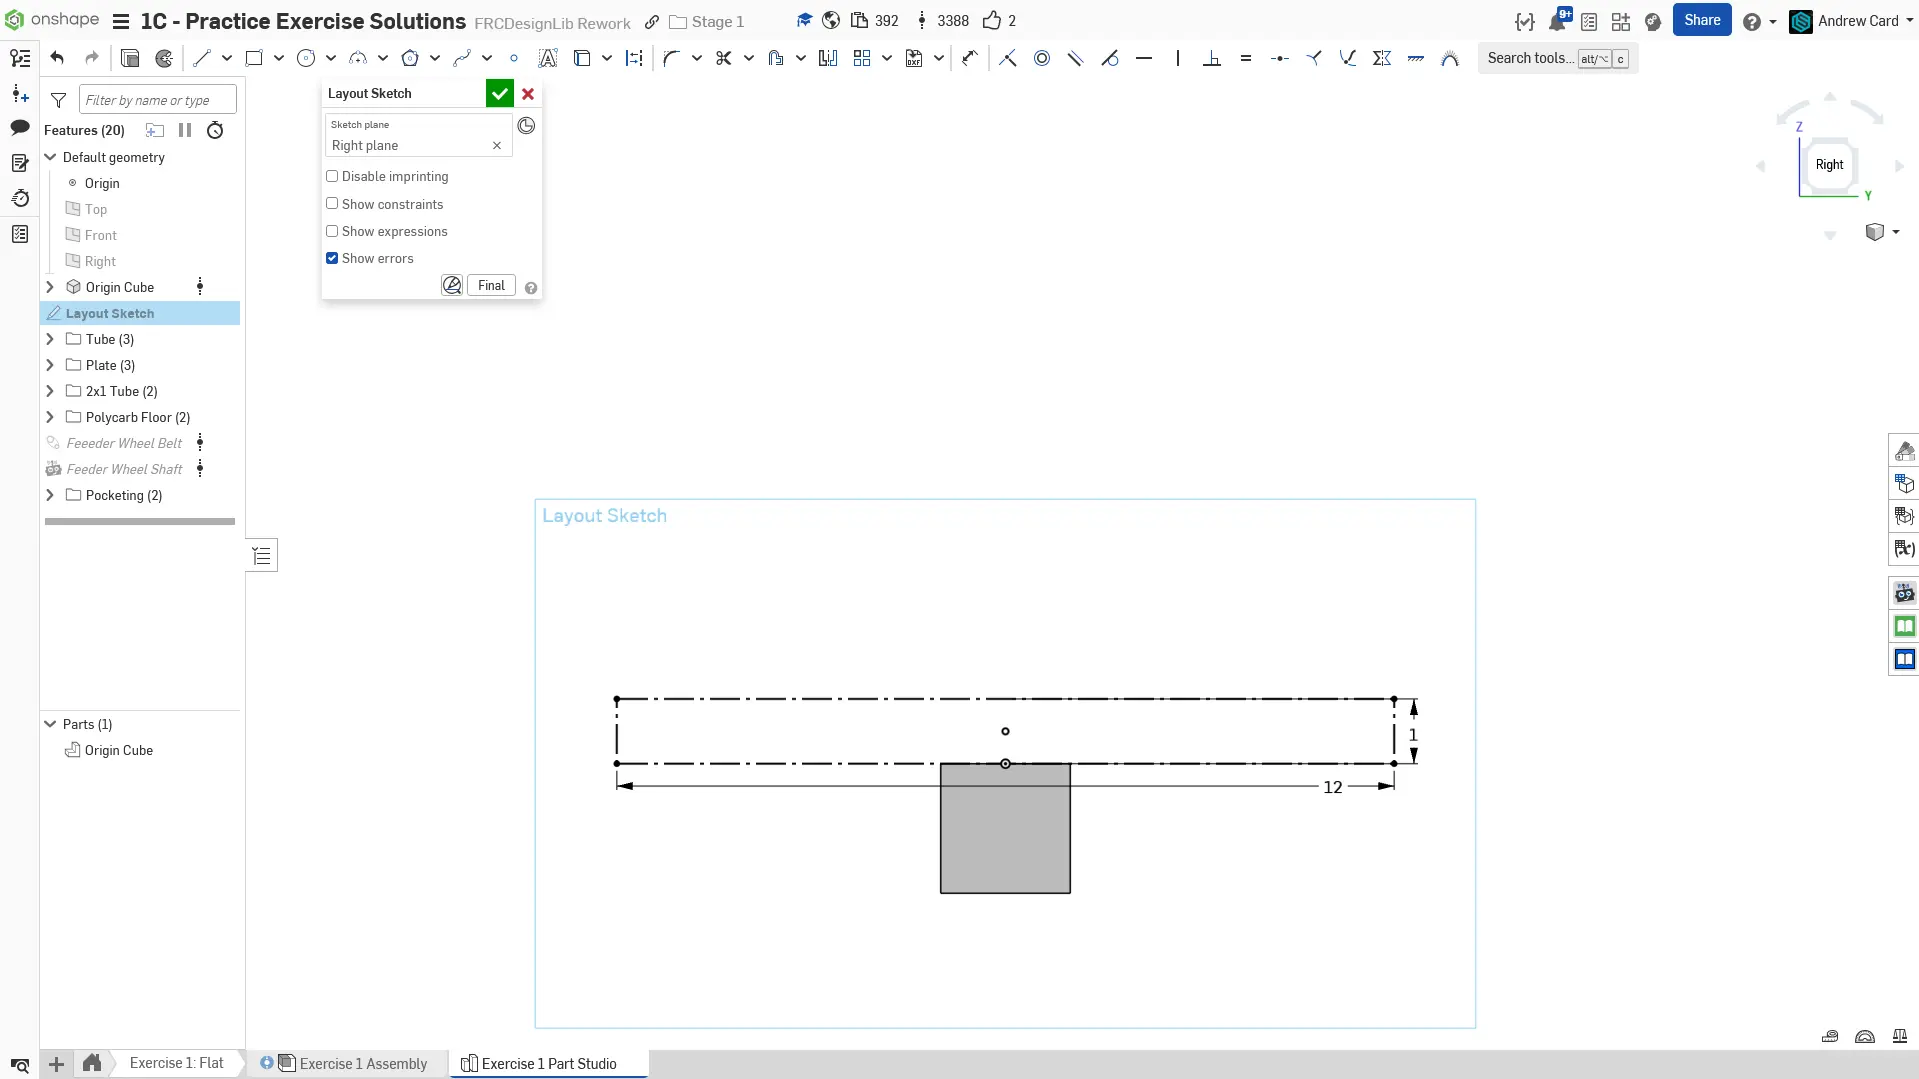 onshape
1C - Practice Exercise Solutions FRCDesignLib Rework Stage 1 392 3388 2
9+ Share Andrew Card
Search tools... alt/⌥ c
Layout Sketch
Sketch plane
Right plane
Disable imprinting
Show constraints
Show expressions
Show errors
Final
Filter by name or type
Features (20)
Default geometry
Origin
Top
Front
Right
Origin Cube
Layout Sketch
Tube (3)
Plate (3)
2x1 Tube (2)
Polycarb Floor (2)
Feeeder Wheel Belt
Feeder Wheel Shaft
Pocketing (2)
Parts (1)
Origin Cube
Z
Right
Y
Layout Sketch
1
12
Exercise 1: Flat
Exercise 1 Assembly
Exercise 1 Part Studio